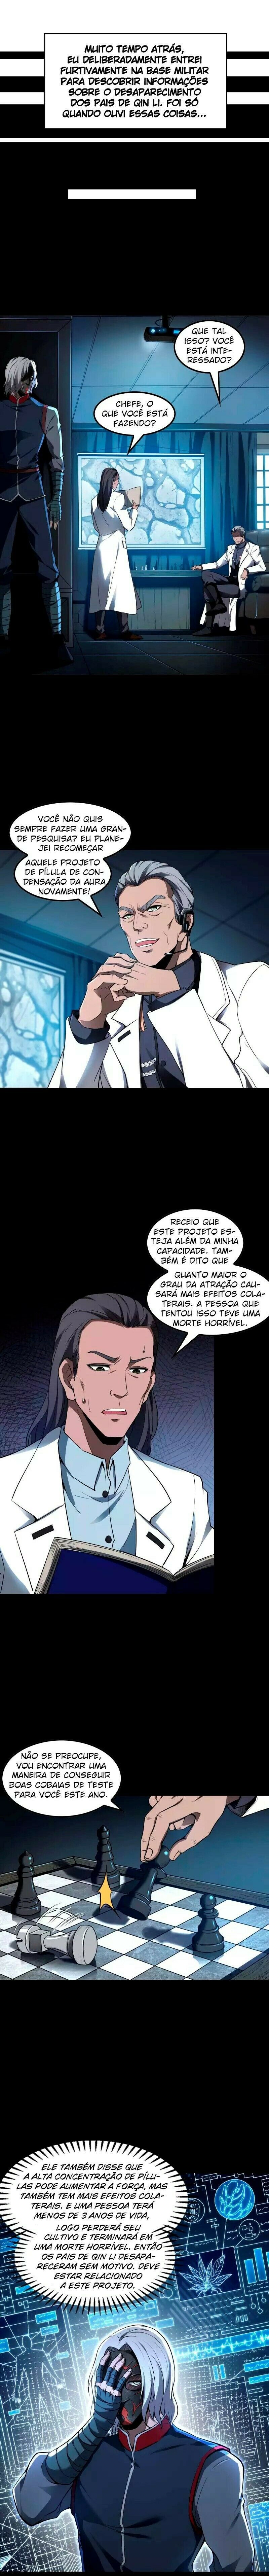 MUITO TEMPO ATRÁS,
EU DELIBERADAMENTE ENTREI
FURTIVAMENTE NA BASE MILITAR
PARA DESCOBRIR INFORMAÇÕES
SOBRE O DESAPARECIMENTO
DOS PAIS DE QIN LI. FOI SÓ
QUANDO OUVI ESSAS COISAS...
QUE TAL
ISSO? VOCÊ
ESTÁ INTE-
RESSADO?
CHEFE, O
QUE VOCÊ ESTÁ
FAZENDO?
VOCÊ NÃO QUIS
SEMPRE FAZER UMA GRAN-
DE PESQUISA? EU PLANE-
JEI RECOMEÇAR
AQUELE PROJETO
DE PÍLULA DE CON-
DENSAÇÃO DA AURA
NOVAMENTE!
RECEIO QUE
ESTE PROJETO ES-
TEJA ALÉM DA MINHA
CAPACIDADE. TAM-
BÉM É DITO QUE
QUANTO MAIOR O
GRAU DA ATRAÇÃO CAU-
SARÁ MAIS EFEITOS COLA-
TERAIS. A PESSOA QUE
TENTOU ISSO TEVE UMA
MORTE HORRÍVEL.
NÃO SE PREOCUPE,
VOU ENCONTRAR UMA
MANEIRA DE CONSEGUIR
BOAS COBAIAS DE TESTE
PARA VOCÊ ESTE ANO.
ELE TAMBÉM DISSE QUE
A ALTA CONCENTRAÇÃO DE PÍLU-
LAS PODE AUMENTAR A FORÇA, MAS
TAMBÉM TEM MAIS EFEITOS COLA-
TERAIS. E UMA PESSOA TERÁ
MENOS DE 3 ANOS DE VIDA,
LOGO PERDERÁ SEU
CULTIVO E TERMINARÁ EM
UMA MORTE HORRÍVEL. ENTÃO
OS PAIS DE QIN LI DESAPA-
RECERAM SEM MOTIVO. DEVE
ESTAR RELACIONADO
A ESTE PROJETO.